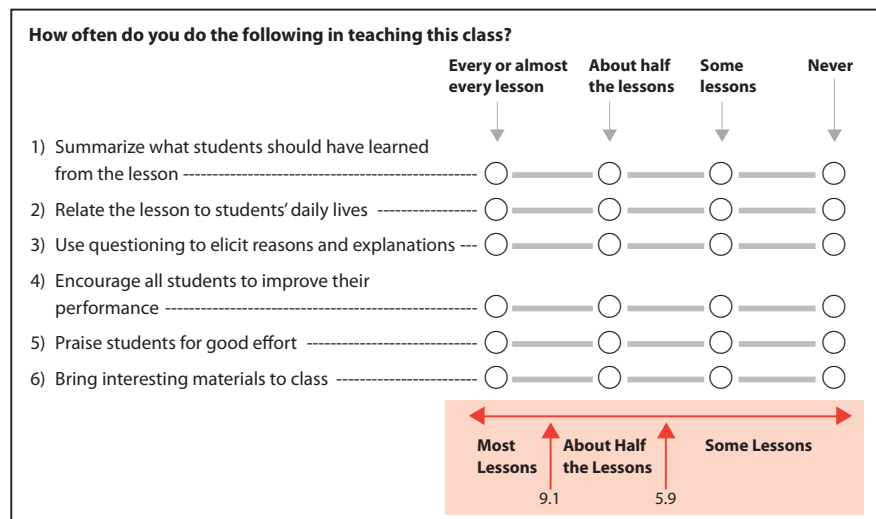 How often do you do the following in teaching this class?
Every or almost
every lesson
About half
the lessons
Some
lessons
Never
1) Summarize what students should have learned
from the lesson
2) Relate the lesson to students' daily lives
3) Use questioning to elicit reasons and explanations
4) Encourage all students to improve their
performance
5) Praise students for good effort
6) Bring interesting materials to class
Most
Lessons
About Half
the Lessons
Some Lessons
9.1
5.9